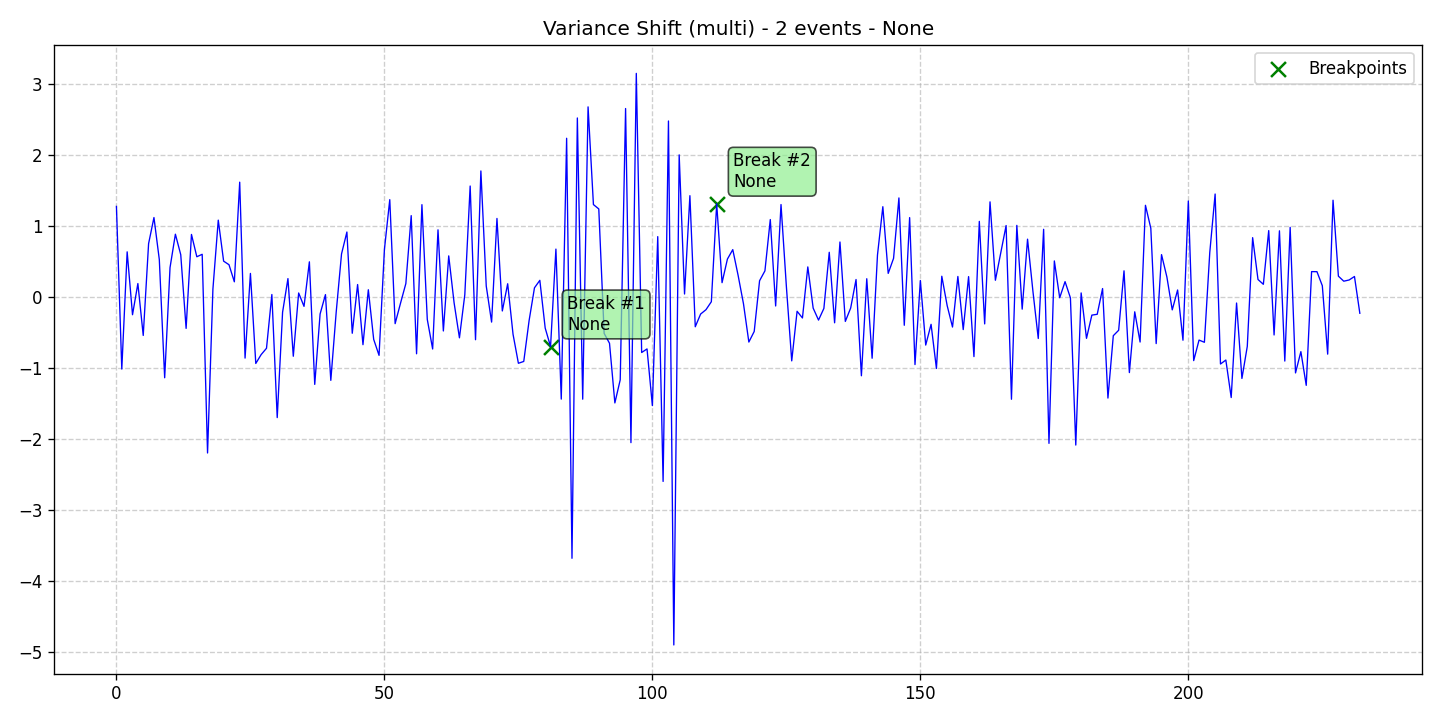 Variance Shift (multi) - 2 events - None
Breakpoints
3
2
1
0
−1
−2
−3
−4
−5
Break #2
None
Break #1
None
0
50
100
150
200